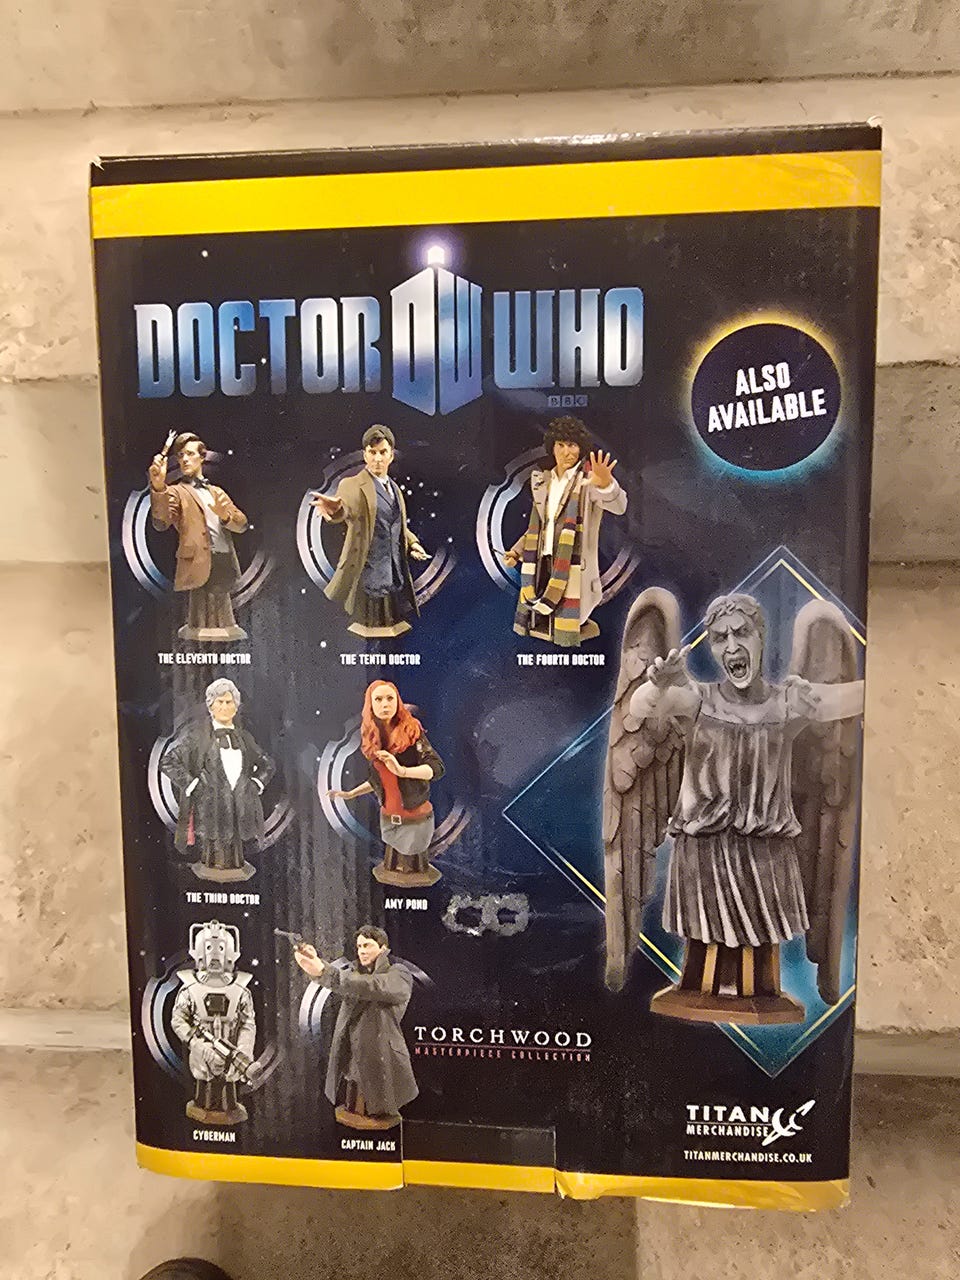 DOCTOR DW WHO
BBC
ALSO
AVAILABLE
THE ELEVENTH DOCTOR
THE TENTH DOCTOR
THE FOURTH DOCTOR
THE THIRD DOCTOR
AMY POND
CYBERMAN
CAPTAIN JACK
TORCHWOOD
MASTERPIECE COLLECTION
TITAN
MERCHANDISE
TITANMERCHANDISE.CO.UK